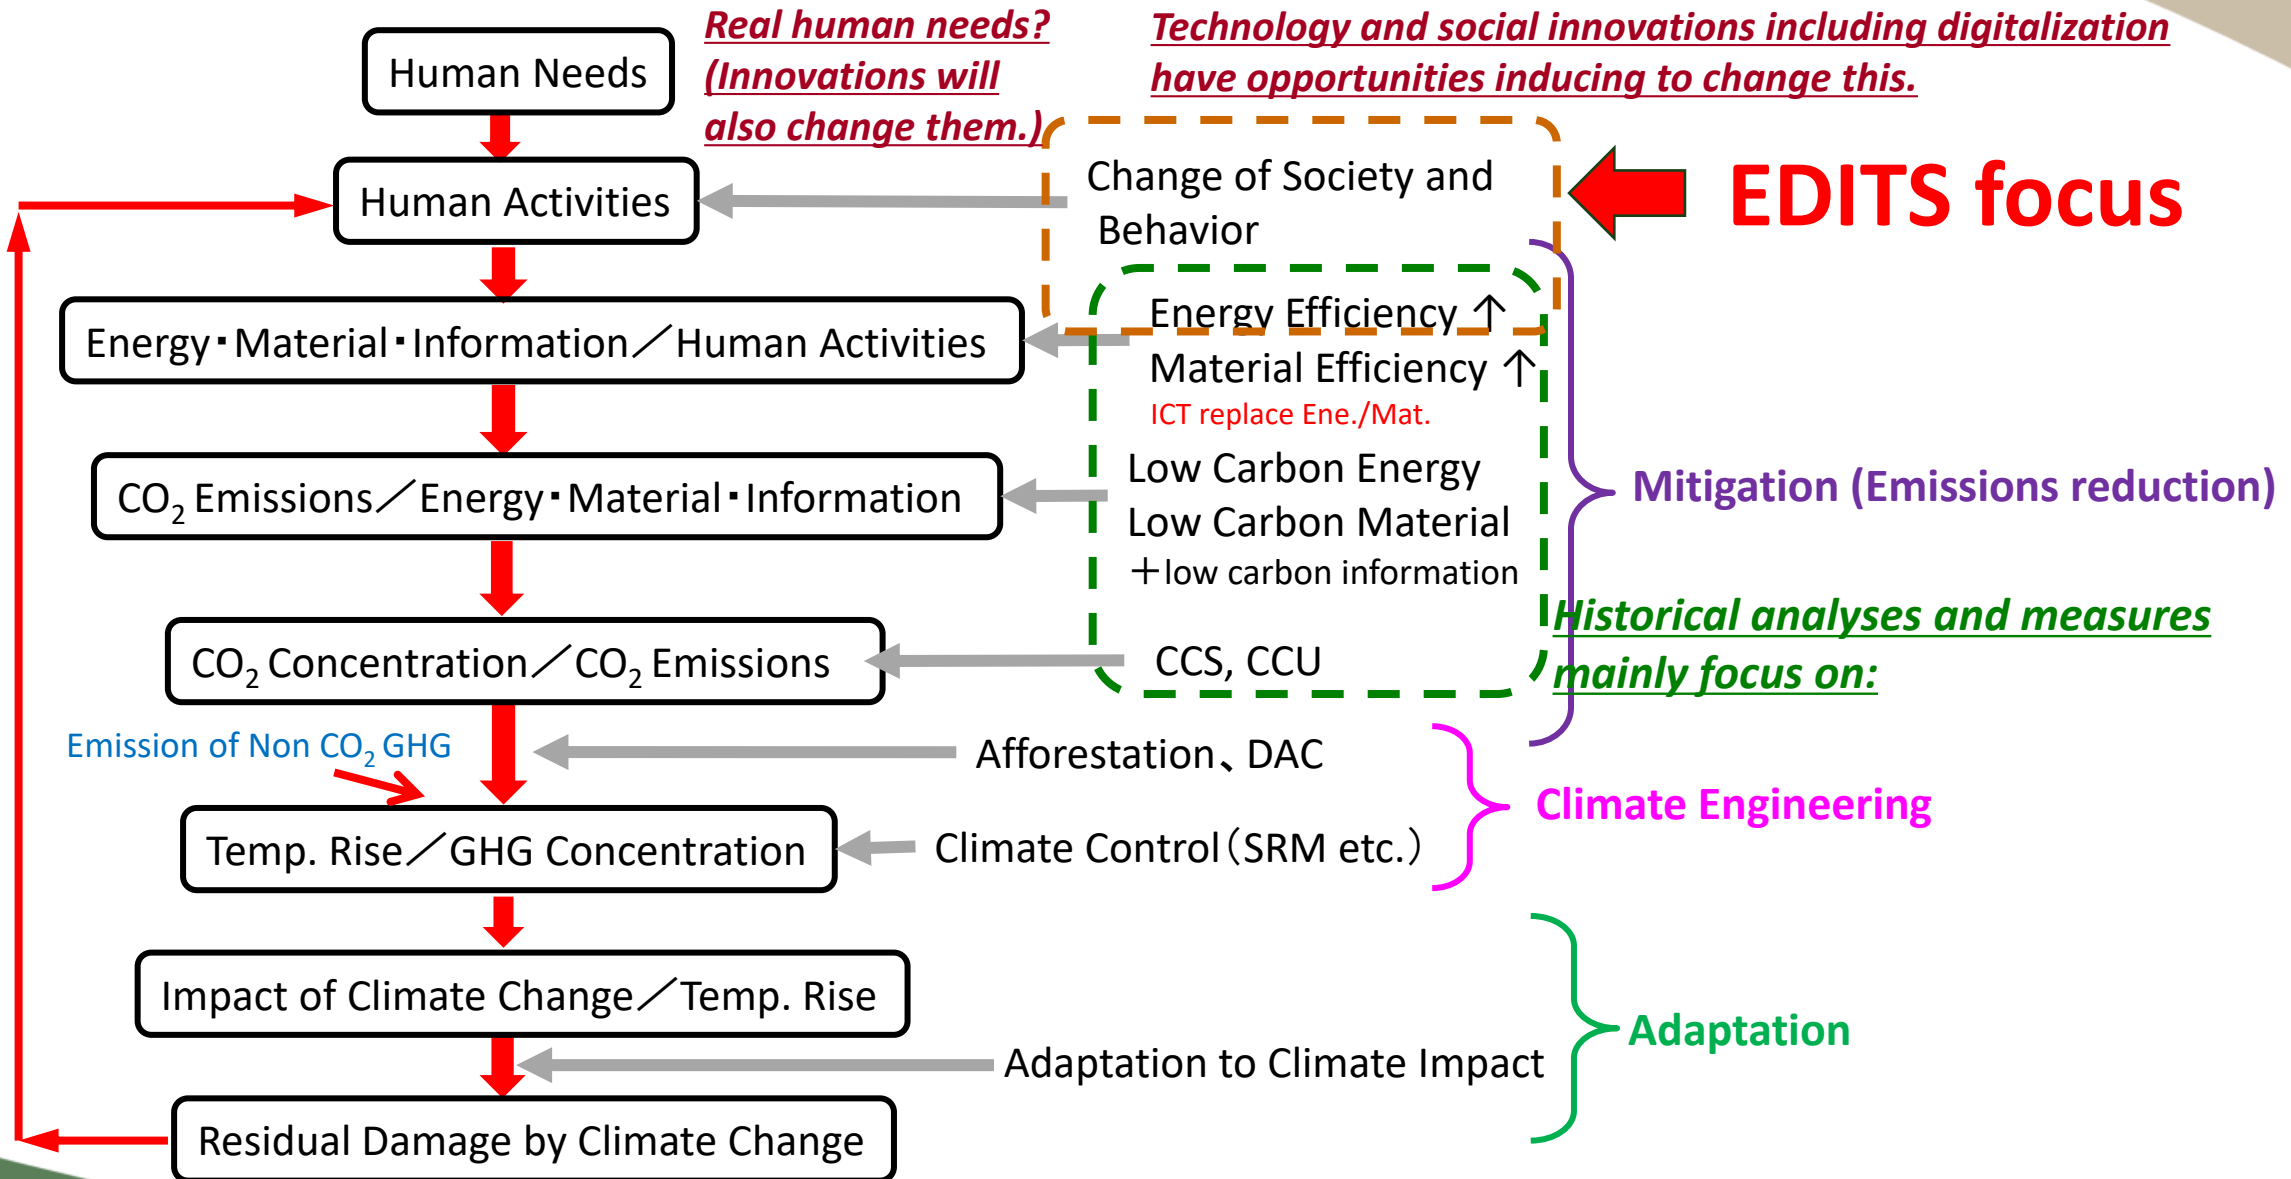 Human Needs
Real human needs?
(Innovations will
also change them.)
Technology and social innovations including digitalization
have opportunities inducing to change this.
Human Activities
Change of Society and
Behavior
EDITS focus
Energy・Material・Information／Human Activities
Energy Efficiency ↑
Material Efficiency ↑
ICT replace Ene./Mat.
CO₂ Emissions／Energy・Material・Information
Low Carbon Energy
Low Carbon Material
＋low carbon information
Mitigation (Emissions reduction)
Historical analyses and measures
mainly focus on:
CO₂ Concentration／CO₂ Emissions
CCS, CCU
Emission of Non CO₂ GHG
Afforestation、DAC
Climate Engineering
Temp. Rise／GHG Concentration
Climate Control（SRM etc.）
Impact of Climate Change／Temp. Rise
Adaptation
Adaptation to Climate Impact
Residual Damage by Climate Change